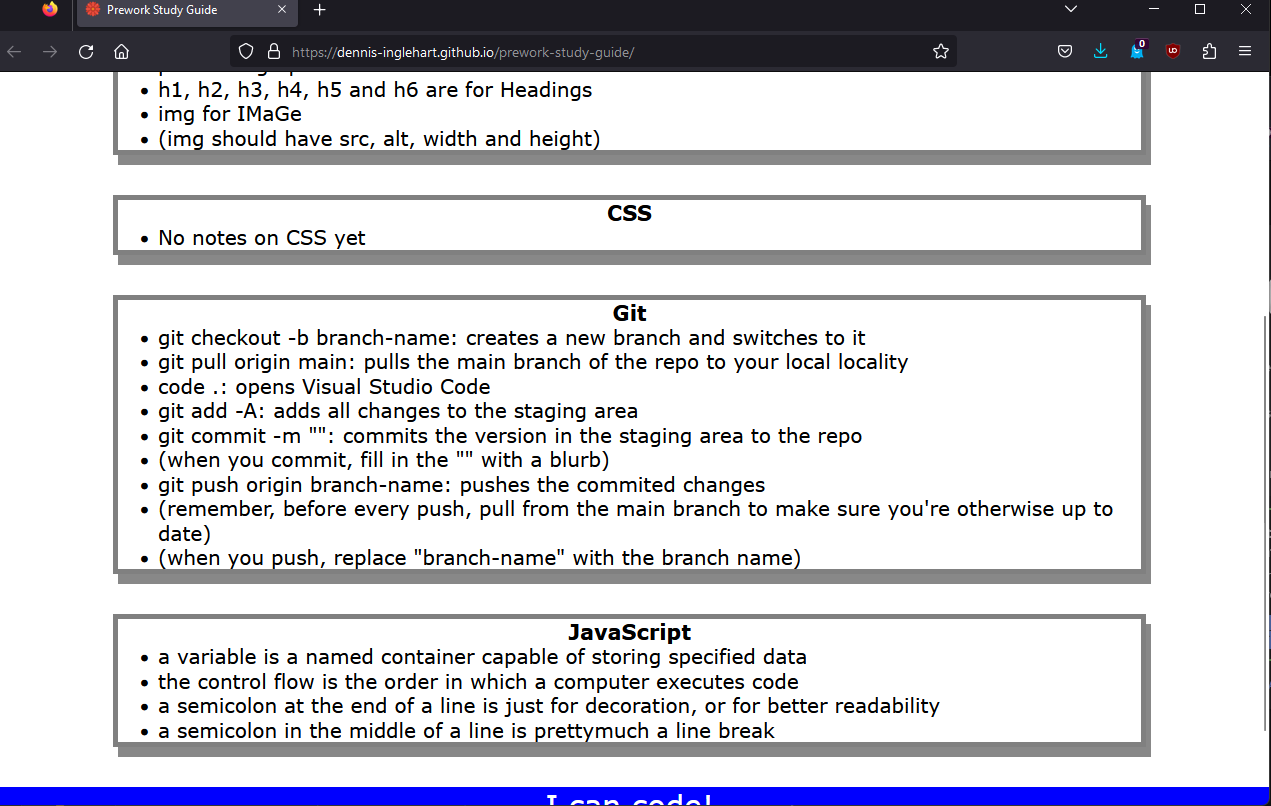 Prework Study Guide
https://dennis-inglehart.github.io/prework-study-guide/
0
h1, h2, h3, h4, h5 and h6 are for Headings
img for IMaGe
(img should have src, alt, width and height)
CSS
No notes on CSS yet
Git
git checkout -b branch-name: creates a new branch and switches to it
git pull origin main: pulls the main branch of the repo to your local locality
code .: opens Visual Studio Code
git add -A: adds all changes to the staging area
git commit -m "": commits the version in the staging area to the repo
(when you commit, fill in the "" with a blurb)
git push origin branch-name: pushes the commited changes
(remember, before every push, pull from the main branch to make sure you're otherwise up to
date)
(when you push, replace "branch-name" with the branch name)
JavaScript
a variable is a named container capable of storing specified data
the control flow is the order in which a computer executes code
a semicolon at the end of a line is just for decoration, or for better readability
a semicolon in the middle of a line is prettymuch a line break
I can code!